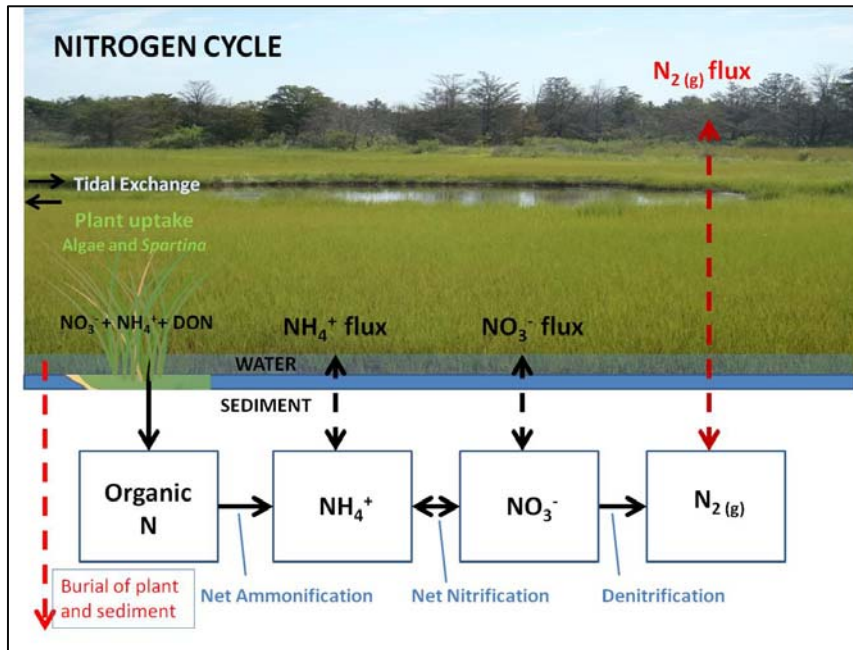 NITROGEN CYCLE
N₂ (g) flux
Tidal Exchange
Plant uptake
Algae and Spartina
NO₃⁻ + NH₄⁺ + DON
NH₄⁺ flux
NO₃⁻ flux
WATER
SEDIMENT
Organic
N
NH₄⁺
NO₃⁻
N₂ (g)
Burial of plant
and sediment
Net Ammonification
Net Nitrification
Denitrification